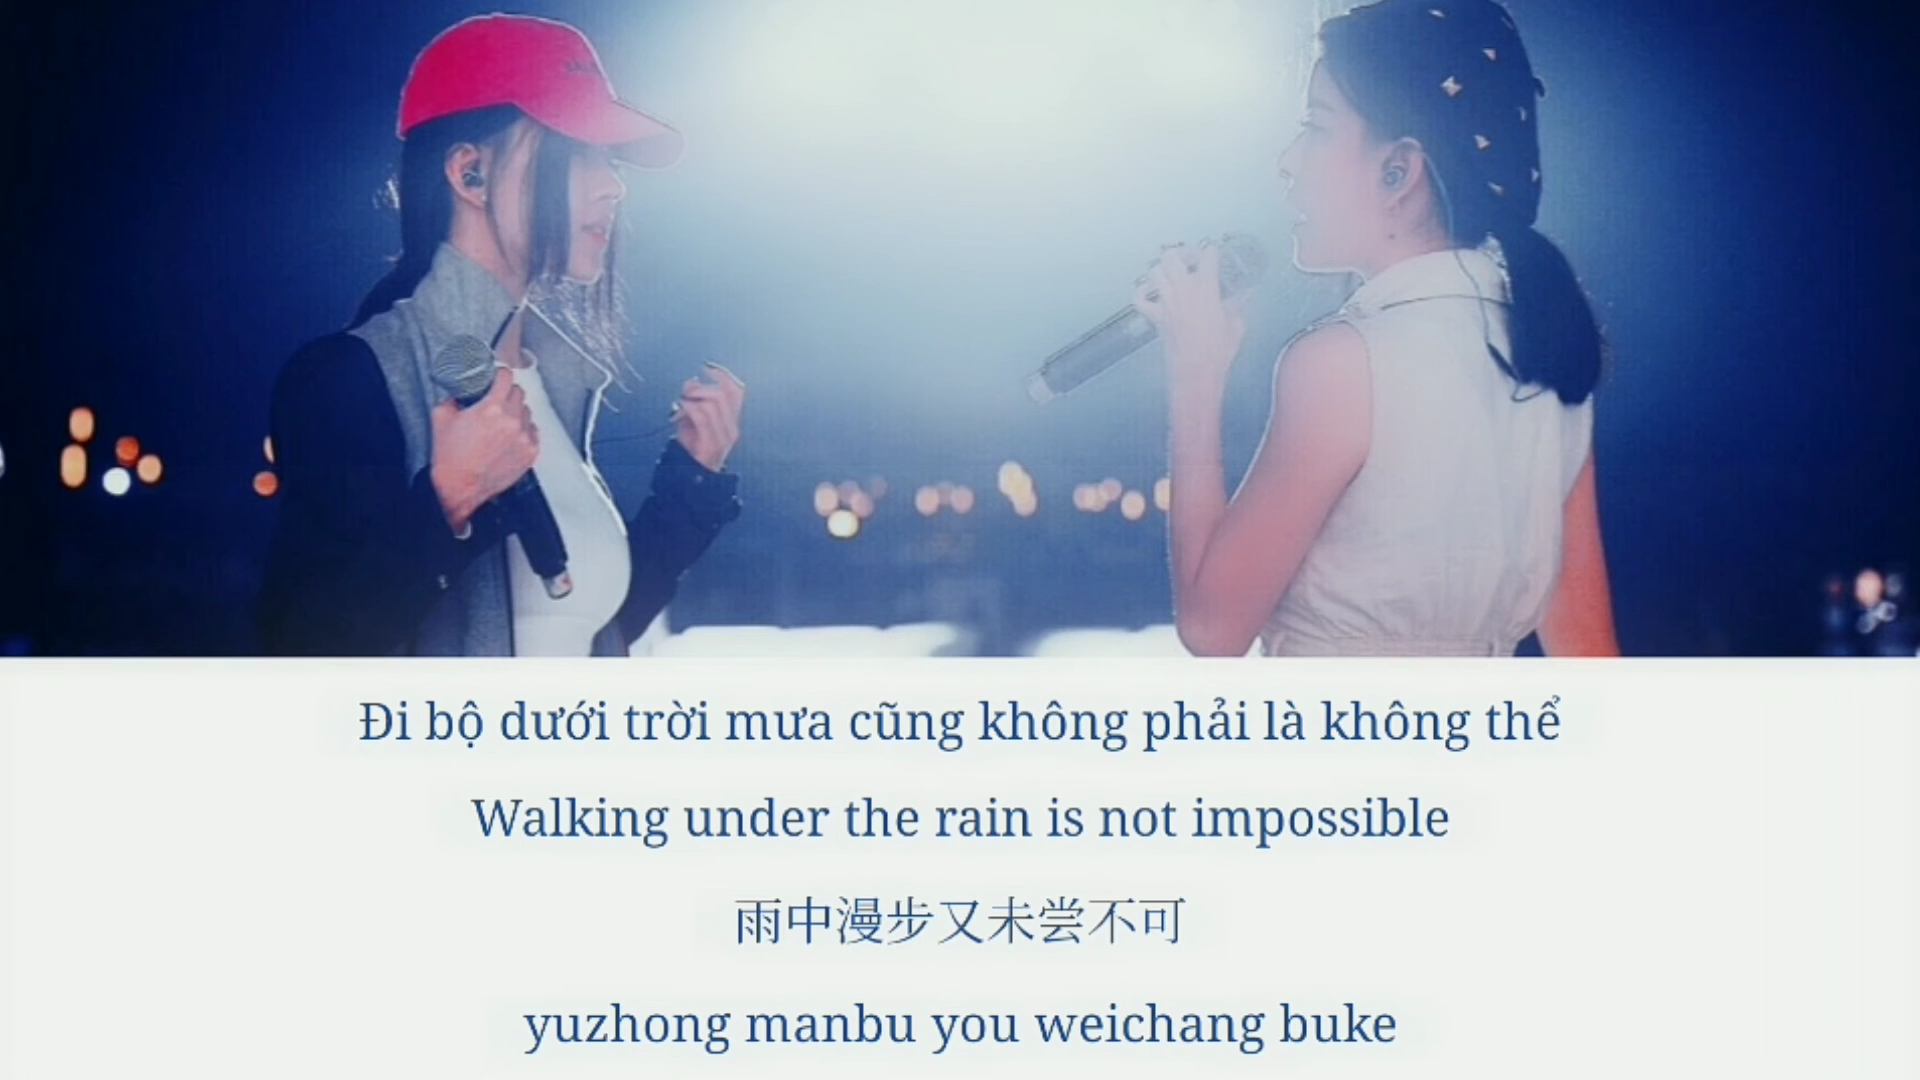 Đi bộ dưới trời mưa cũng không phải là không thể
Walking under the rain is not impossible
雨中漫步又未尝不可
yuzhong manbu you weichang buke